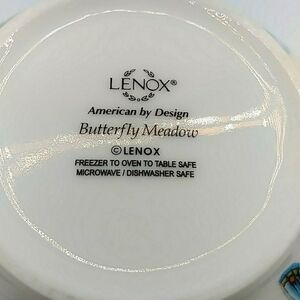 LENOX®
American by Design
Butterfly Meadow
©LENOX
FREEZER TO OVEN TO TABLE SAFE
MICROWAVE / DISHWASHER SAFE